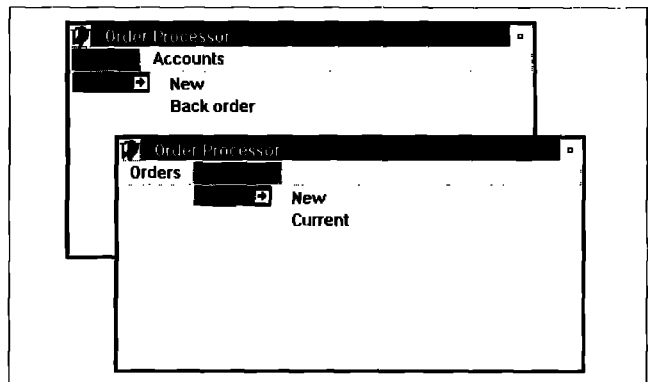 Order Processor
Accounts
New
Back order
Order Processor
Orders
New
Current